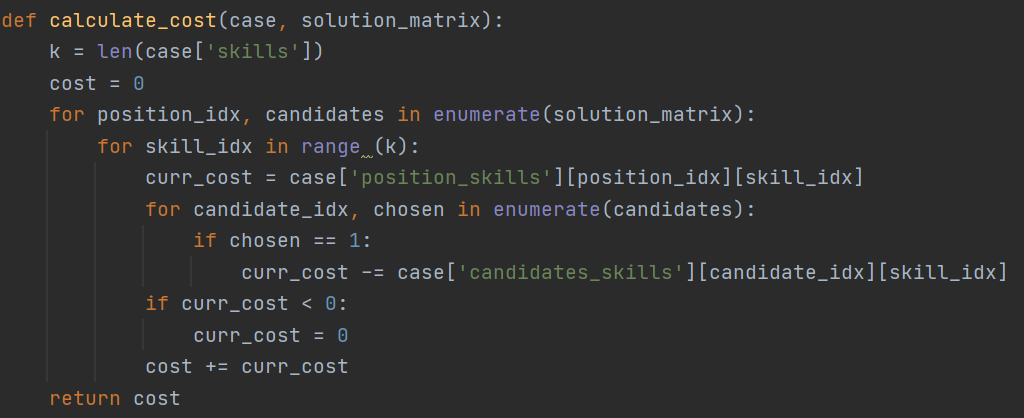 def calculate_cost(case, solution_matrix):
    k = len(case['skills'])
    cost = 0
    for position_idx, candidates in enumerate(solution_matrix):
        for skill_idx in range (k):
            curr_cost = case['position_skills'][position_idx][skill_idx]
            for candidate_idx, chosen in enumerate(candidates):
                if chosen == 1:
                    curr_cost -= case['candidates_skills'][candidate_idx][skill_idx]
            if curr_cost < 0:
                curr_cost = 0
            cost += curr_cost
    return cost